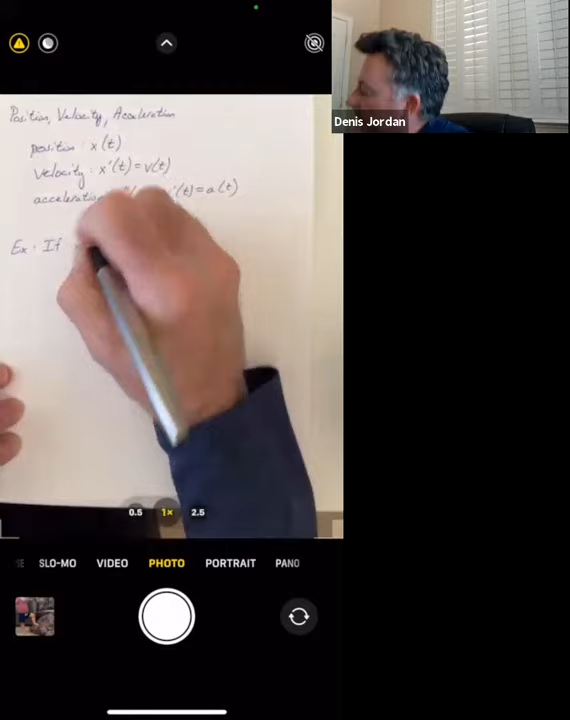 Denis Jordan
Position, Velocity, Acceleration
position: x(t)
velocity: x'(t) = v(t)
'(t) = a(t)
Ex: If
0.5 1× 2.5
SLO-MO VIDEO PHOTO PORTRAIT PANO